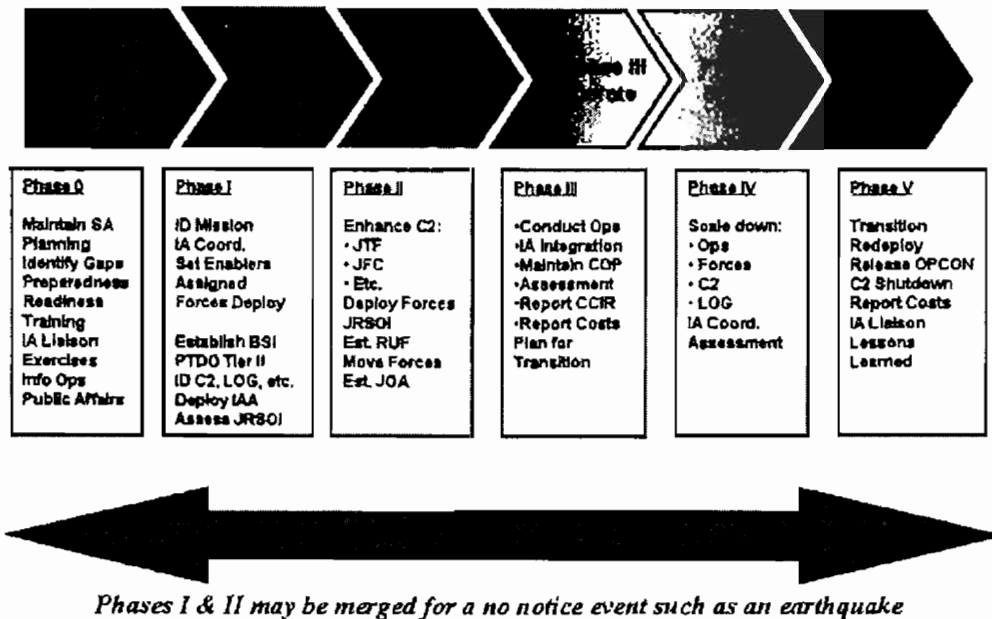 III
Phase 0
Maintain SA
Planning
Identify Gaps
Preparedness
Readiness
Training
IA Liaison
Exercises
Info Ops
Public Affairs
Phase I
ID Mission
IA Coord.
Set Enablers
Assigned
Forces Deploy
Establish BSI
PTDO Tier II
ID C2, LOG, etc.
Deploy IAA
Assess JRSOI
Phase II
Enhance C2:
• JTF
• JFC
• Etc.
Deploy Forces
JRSOI
Est. RUF
Move Forces
Est. JOA
Phase III
•Conduct Ops
•IA Integration
•Maintain COP
•Assessment
•Report CCIR
•Report Costs
Plan for
Transition
Phase IV
Scale down:
• Ops
• Forces
• C2
• LOG
IA Coord.
Assessment
Phase V
Transition
Redeploy
Release OPCON
C2 Shutdown
Report Costs
IA Liaison
Lessons
Learned
Phases I & II may be merged for a no notice event such as an earthquake